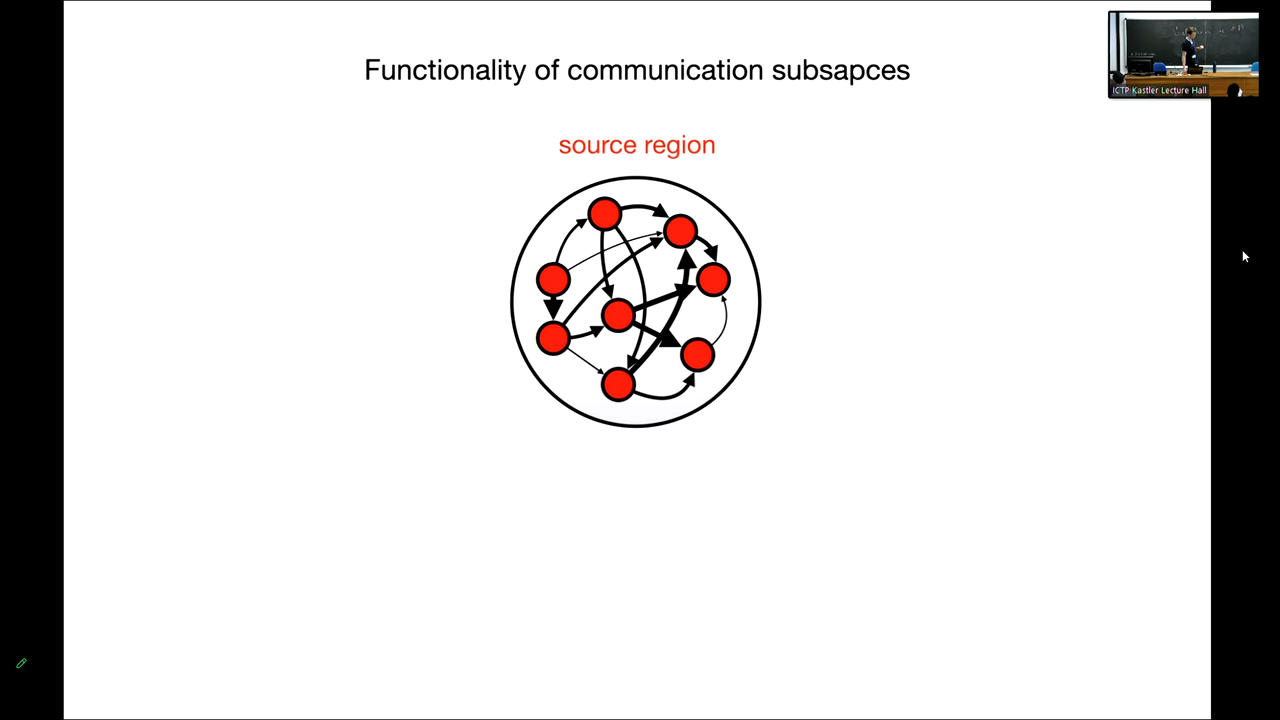 Functionality of communication subsapces
source region
ICTP Kastler Lecture Hall